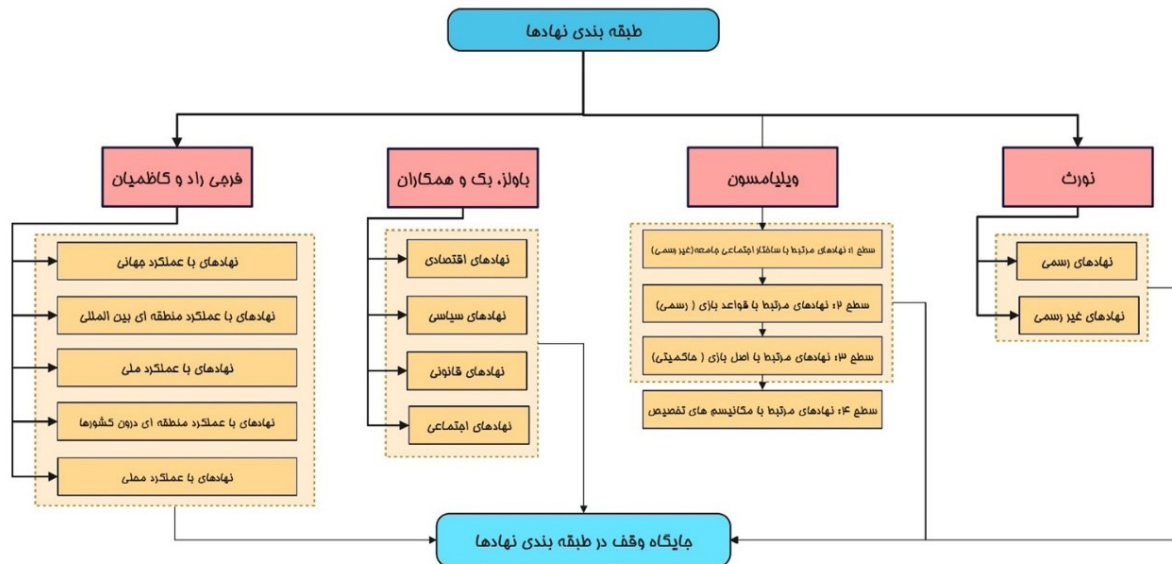 طبقه بندی نهادها
نورث
نهادهای رسمی
نهادهای غیر رسمی
ویلیامسون
سطح ۱: نهادهای مرتبط با ساختار اجتماعی جامعه(غیر رسمی)
سطح ۲: نهادهای مرتبط با قواعد بازی ( رسمی)
سطح ۳: نهادهای مرتبط با اصل بازی ( حاکمیتی)
سطح ۴: نهادهای مرتبط با مکانیسم های تخصیص
باولز، بک و همکاران
نهادهای اقتصادی
نهادهای سیاسی
نهادهای قانونی
نهادهای اجتماعی
فرجی راد و کاظمیان
نهادهای با عملکرد جهانی
نهادهای با عملکرد منطقه ای بین المللی
نهادهای با عملکرد ملی
نهادهای با عملکرد منطقه ای درون کشورها
نهادهای با عملکرد محلی
جایگاه وقف در طبقه بندی نهادها